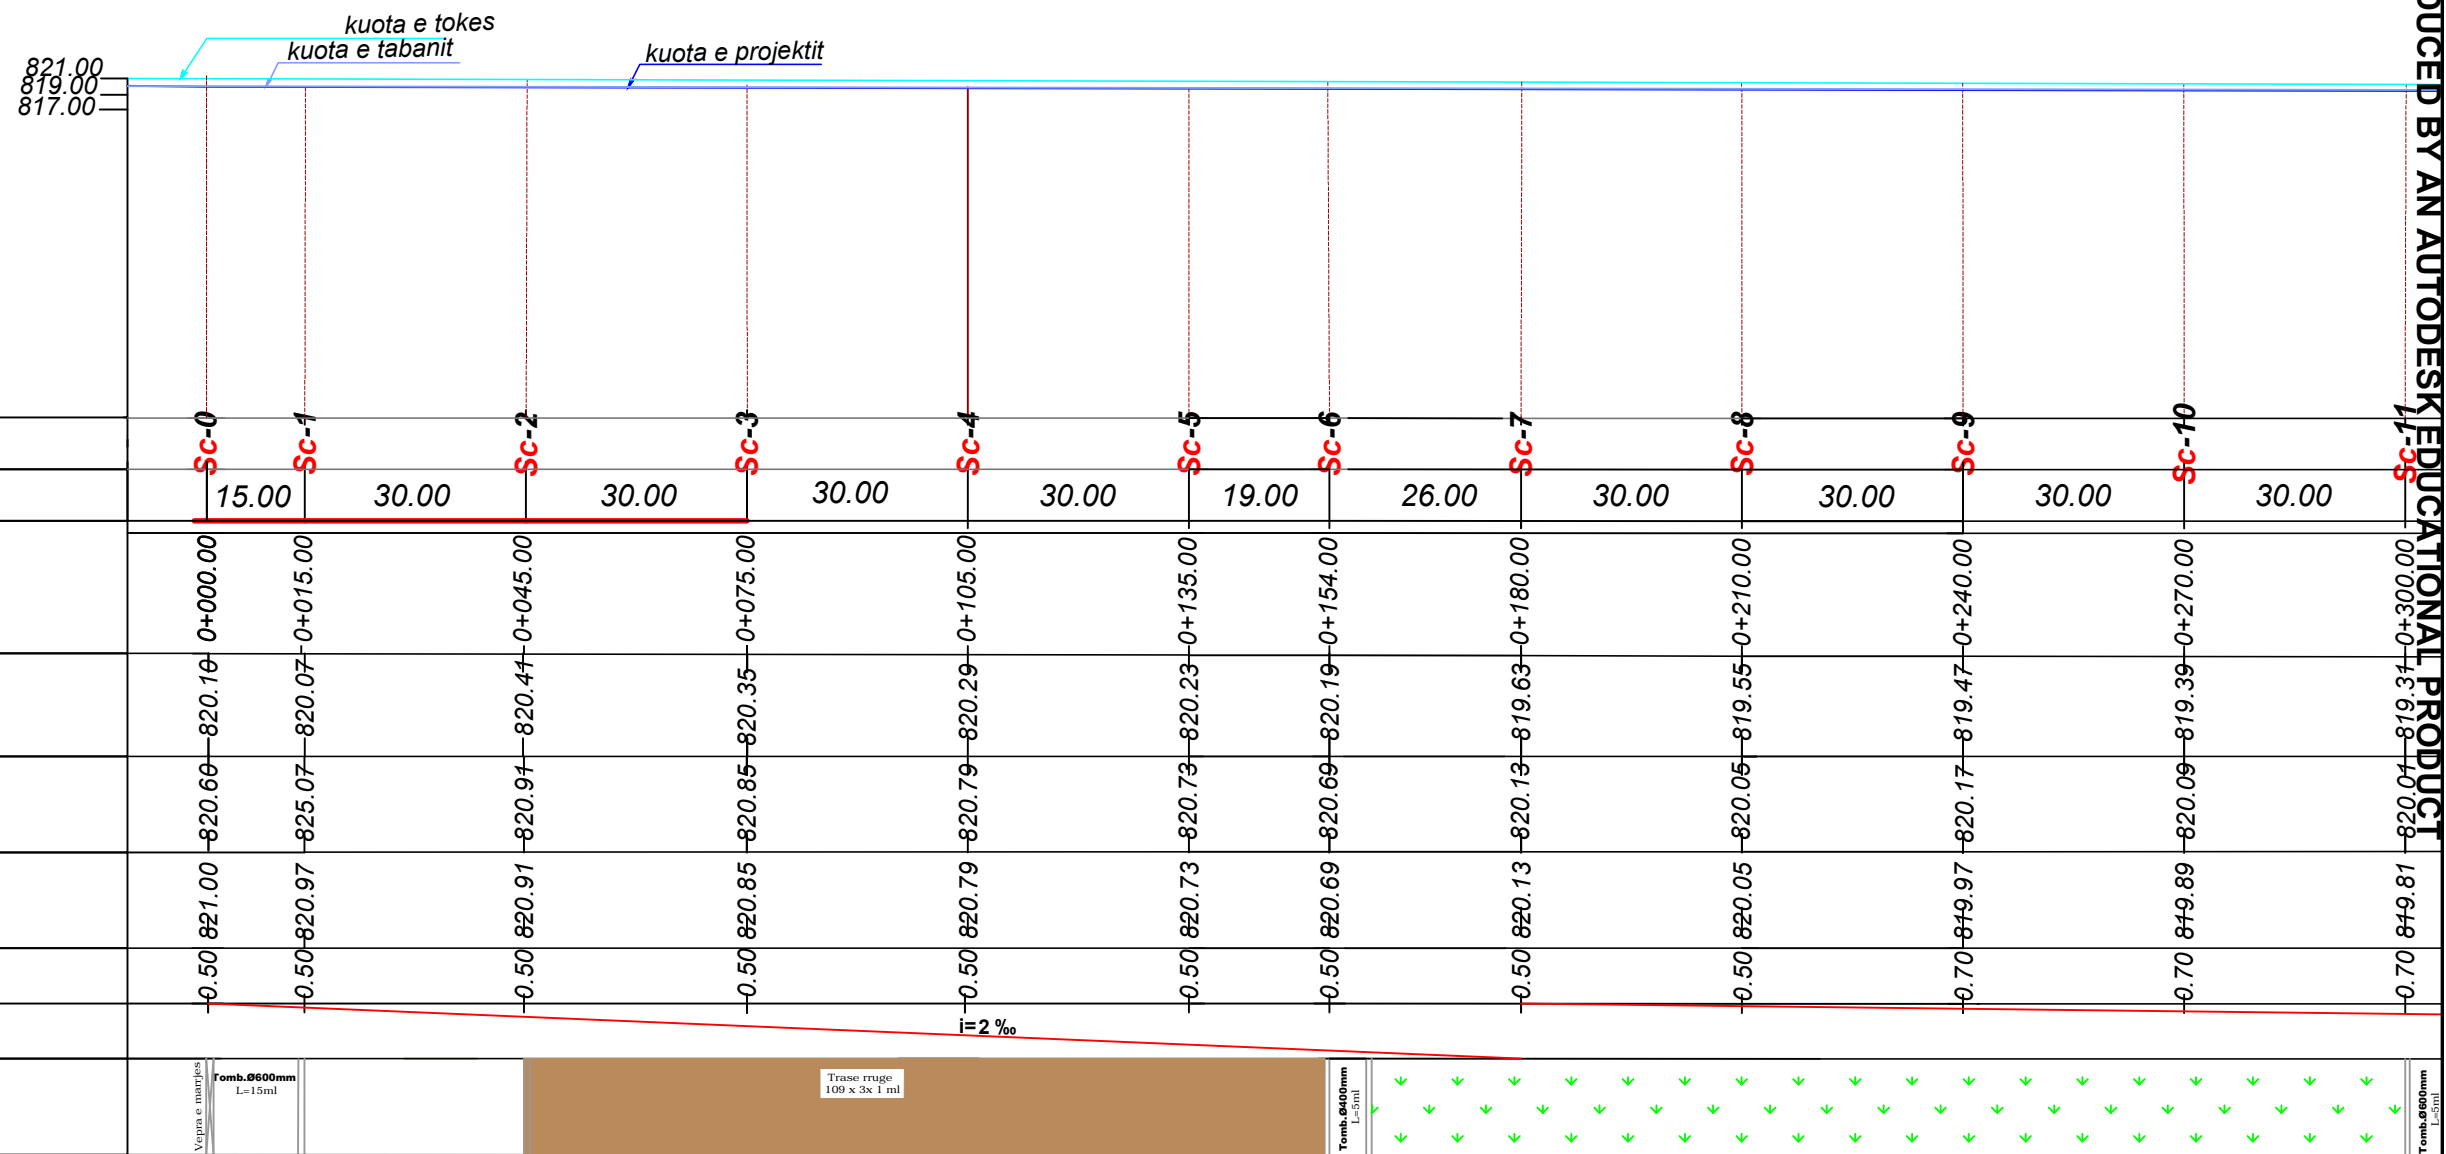 kuota e tokes
kuota e tabanit
kuota e projektit
821.00
819.00
817.00
Sc-0 Sc-1 Sc-2 Sc-3 Sc-4 Sc-5 Sc-6 Sc-7 Sc-8 Sc-9 Sc-10 Sc-11
15.00 30.00 30.00 30.00 30.00 19.00 26.00 30.00 30.00 30.00 30.00
0+000.00 0+015.00 0+045.00 0+075.00 0+105.00 0+135.00 0+154.00 0+180.00 0+210.00 0+240.00 0+270.00 0+300.00
820.10 820.07 820.41 820.35 820.29 820.23 820.19 819.63 819.55 819.47 819.39 819.31
820.60 825.07 820.91 820.85 820.79 820.73 820.69 820.13 820.05 820.17 820.09 820.01
821.00 820.97 820.91 820.85 820.79 820.73 820.69 820.13 820.05 819.97 819.89 819.81
0.50 0.50 0.50 0.50 0.50 0.50 0.50 0.50 0.50 0.70 0.70 0.70
i=2 ‰
Vepra e marrjes
Tomb.Ø600mm
L=15ml
Trase rruge
109 x 3x 1 ml
Tomb.Ø400mm
L=5ml
Tomb.Ø600mm
L=5ml
DUCED BY AN AUTODESK EDUCATIONAL PRODUCT